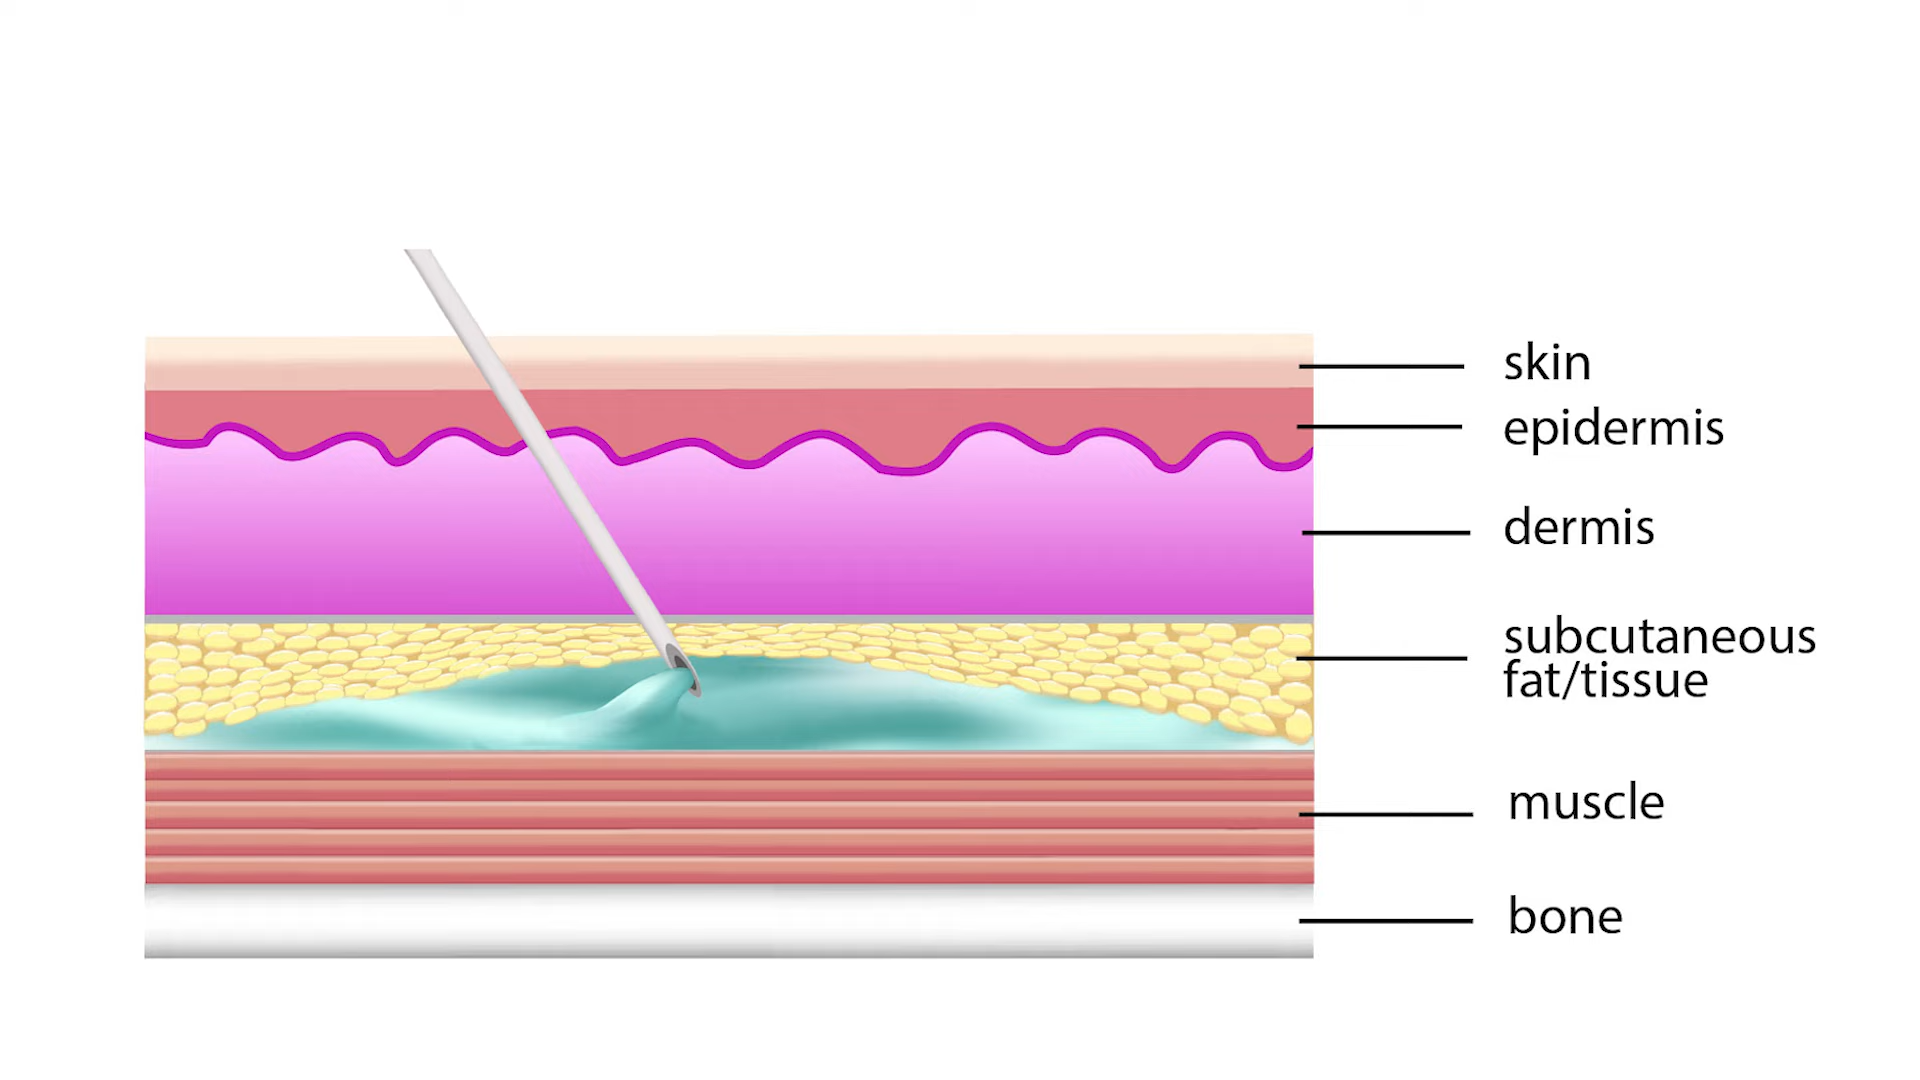 skin
epidermis
dermis
subcutaneous
fat/tissue
muscle
bone